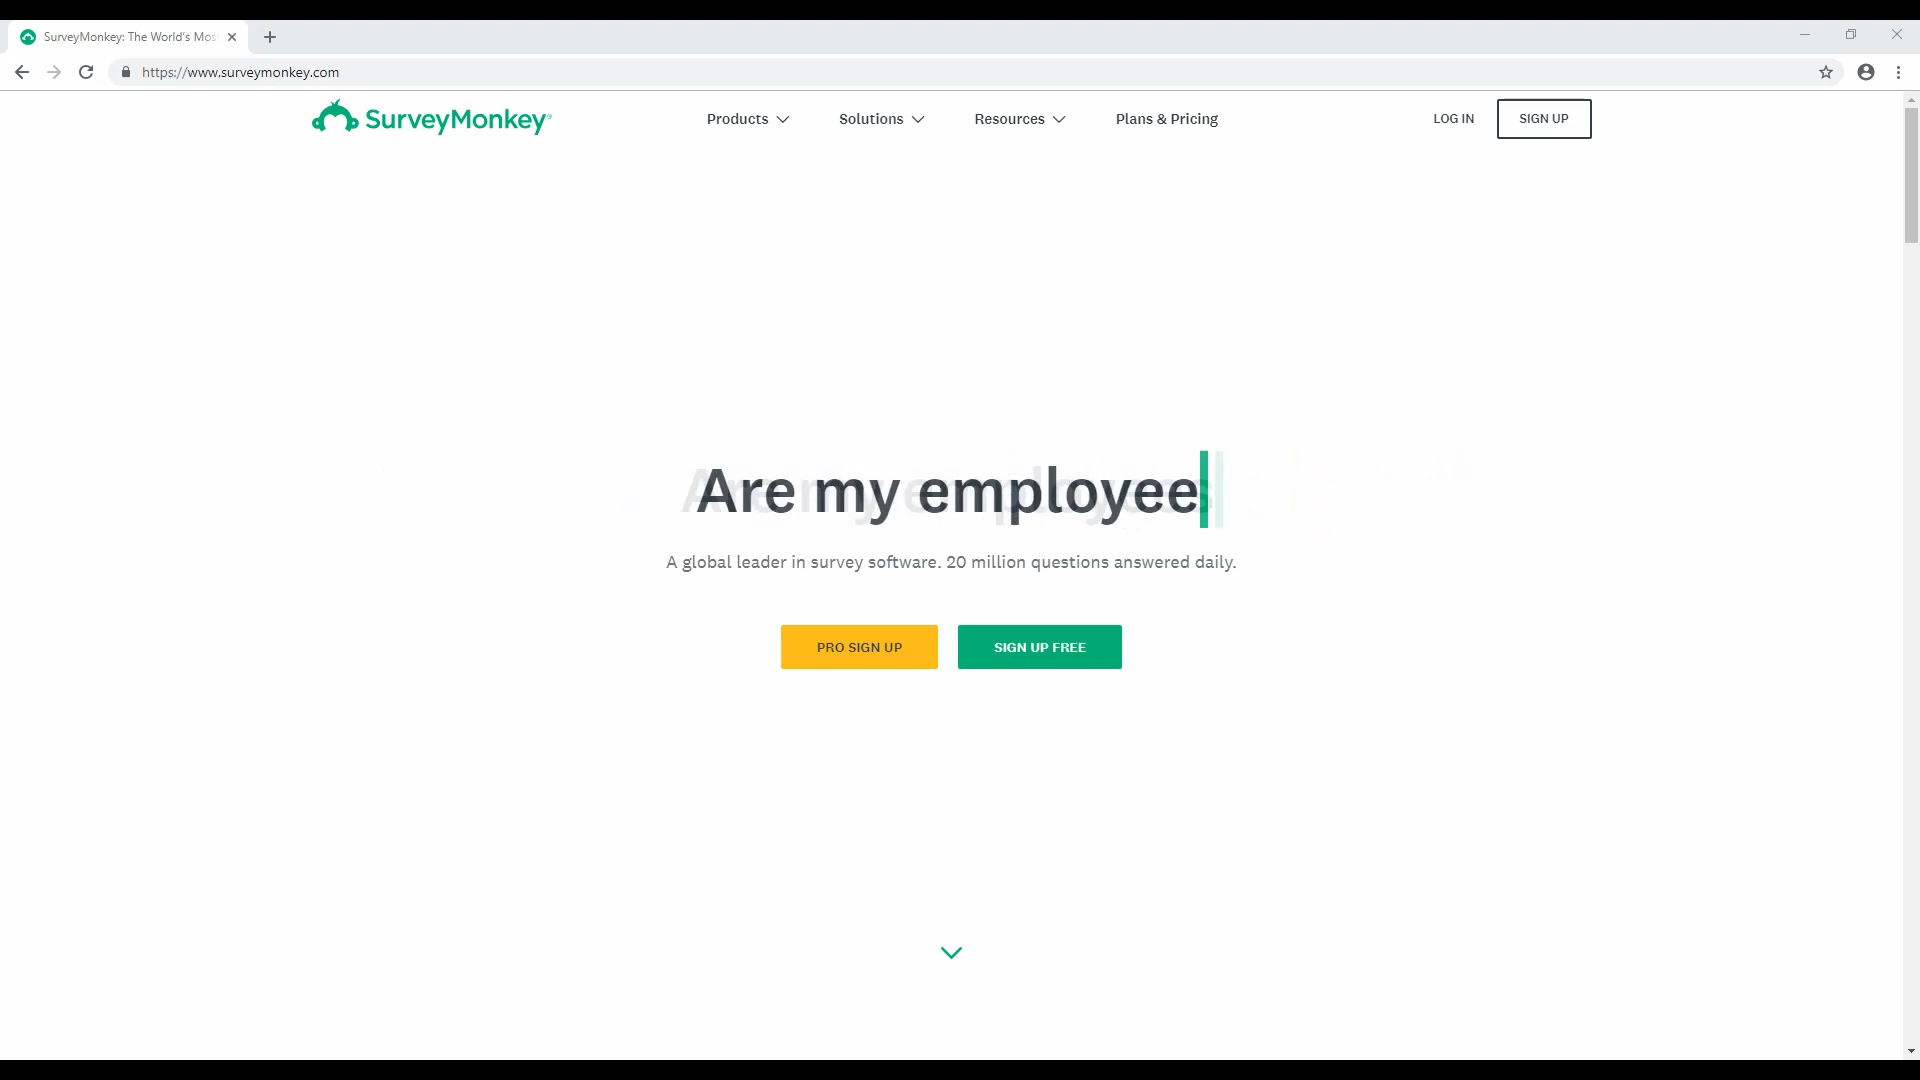 SurveyMonkey: The World's Mos
https://www.surveymonkey.com
SurveyMonkey
Products
Solutions
Resources
Plans & Pricing
LOG IN
SIGN UP
Are my employee
A global leader in survey software. 20 million questions answered daily.
PRO SIGN UP
SIGN UP FREE